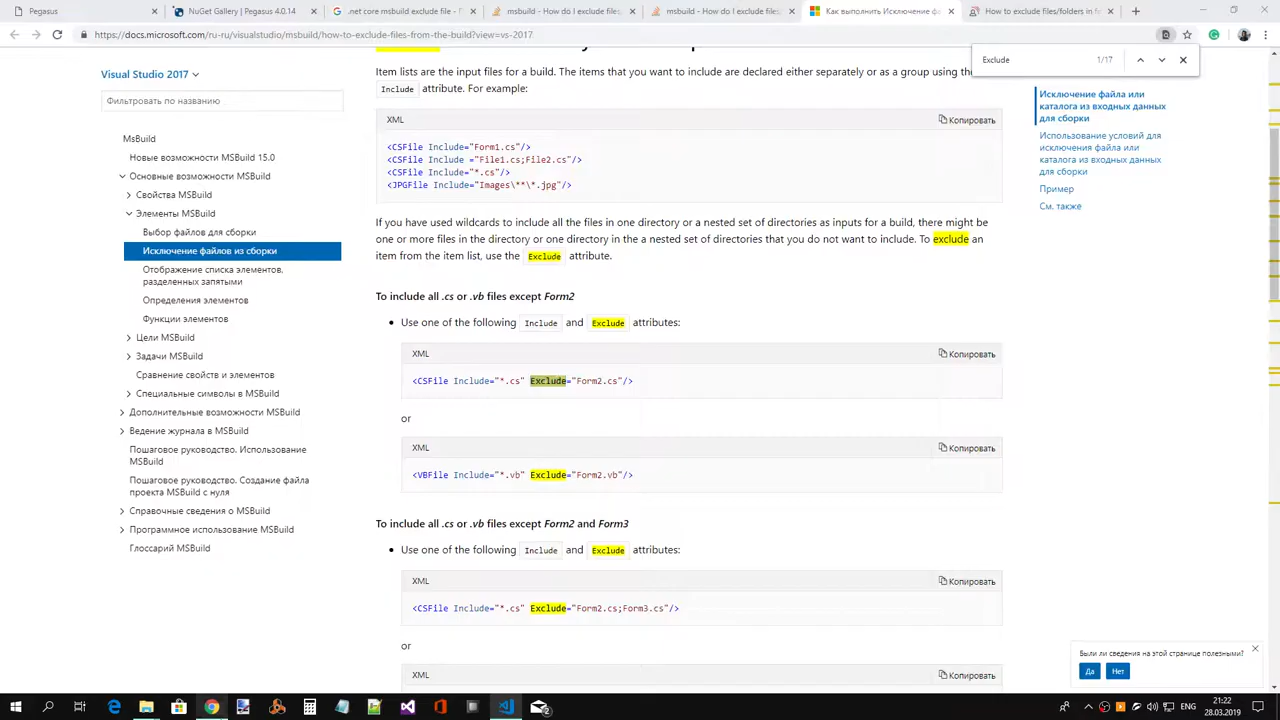 Pegasus
NuGet Gallery | Pegasus 4.0.14
.net core msbuild exclude file - П
msbuild - How do I exclude files
msbuild - How do I exclude files
Как выполнить Исключение ф
How to exclude files/folders in f
https://docs.microsoft.com/ru-ru/visualstudio/msbuild/how-to-exclude-files-from-the-build?view=vs-2017
Exclude
1/17
Visual Studio 2017
Фильтровать по названию
MsBuild
Новые возможности MSBuild 15.0
Основные возможности MSBuild
Свойства MSBuild
Элементы MSBuild
Выбор файлов для сборки
Исключение файлов из сборки
Отображение списка элементов,
разделенных запятыми
Определения элементов
Функции элементов
Цели MSBuild
Задачи MSBuild
Сравнение свойств и элементов
Специальные символы в MSBuild
Дополнительные возможности MSBuild
Ведение журнала в MSBuild
Пошаговое руководство. Использование
MSBuild
Пошаговое руководство. Создание файла
проекта MSBuild с нуля
Справочные сведения о MSBuild
Программное использование MSBuild
Глоссарий MSBuild
Item lists are the input files for a build. The items that you want to include are declared either separately or as a group using the
Include attribute. For example:
XML
Копировать
<CSFile Include="Form1.cs"/>
<CSFile Include ="File1.cs;File2.cs"/>
<CSFile Include="*.cs"/>
<JPGFile Include="Images\**\*.jpg"/>
If you have used wildcards to include all the files in one directory or a nested set of directories as inputs for a build, there might be
one or more files in the directory or one directory in the a nested set of directories that you do not want to include. To exclude an
item from the item list, use the Exclude attribute.
To include all .cs or .vb files except Form2
• Use one of the following Include and Exclude attributes:
XML
Копировать
<CSFile Include="*.cs" Exclude="Form2.cs"/>
or
XML
Копировать
<VBFile Include="*.vb" Exclude="Form2.vb"/>
To include all .cs or .vb files except Form2 and Form3
• Use one of the following Include and Exclude attributes:
XML
Копировать
<CSFile Include="*.cs" Exclude="Form2.cs;Form3.cs"/>
or
XML
Копировать
Исключение файла или
каталога из входных данных
для сборки
Использование условий для
исключения файла или
каталога из входных данных
для сборки
Пример
См. также
Были ли сведения на этой странице полезными?
Да
Нет
ENG
21:22
28.03.2019